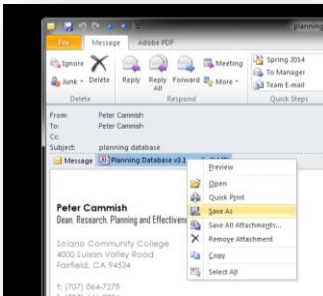 planning
File Message Adobe PDF
Ignore
Junk Delete Reply Reply All Forward Meeting More
Spring 2014
To Manager
Team E-mail
Delete Respond Quick Steps
From: Peter Cammish
To: Peter Cammish
Cc:
Subject: planning database
Message Planning Database v3.1
Preview
Open
Quick Print
Save As
Save All Attachments...
Remove Attachment
Copy
Select All
Peter Cammish
Dean, Research, Planning and Effectiveness
Solano Community College
4000 Suisun Valley Road
Fairfield, CA 94534
t: (707) 864-7278